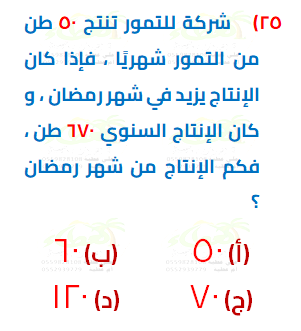 ٢٥) شركة للتمور تنتج ٥٠ طن
من التمور شهريًا ، فإذا كان
الإنتاج يزيد في شهر رمضان ، و
كان الإنتاج السنوي ٦٧٠ طن ،
فكم الإنتاج من شهر رمضان
؟
(أ) ٥٠ (ب) ٦٠
(ج) ٧٠ (د) ١٢٠